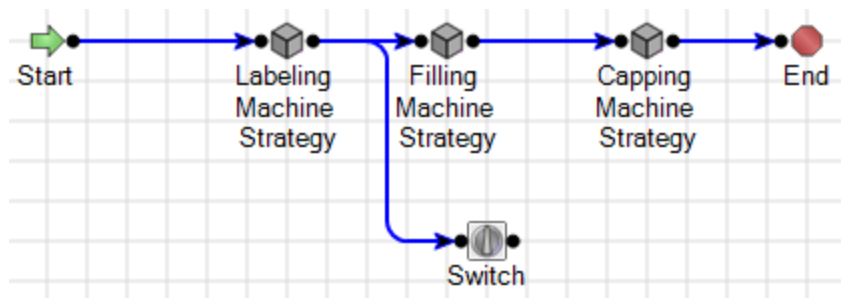 Start
Labeling
Machine
Strategy
Filling
Machine
Strategy
Capping
Machine
Strategy
End
Switch